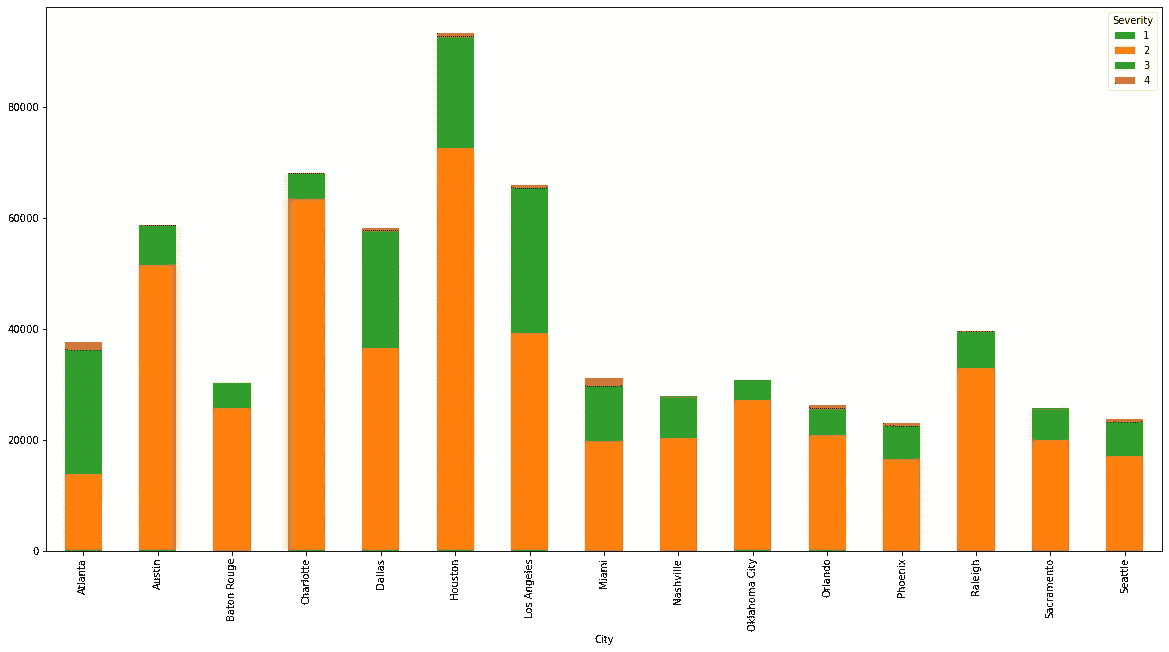 Severity
1
2
3
4
80000
60000
40000
20000
0
Atlanta
Austin
Baton Rouge
Charlotte
Dallas
Houston
Los Angeles
Miami
Nashville
Oklahoma City
Orlando
Phoenix
Raleigh
Sacramento
Seattle
City